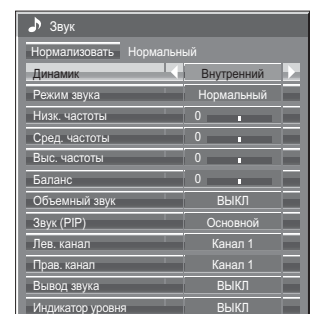 Звук
Нормализовать Нормальный
Динамик Внутренний
Режим звука Нормальный
Низк. частоты 0
Сред. частоты 0
Выс. частоты 0
Баланс 0
Объемный звук ВЫКЛ
Звук (PIP) Основной
Лев. канал Канал 1
Прав. канал Канал 1
Вывод звука ВЫКЛ
Индикатор уровня ВЫКЛ